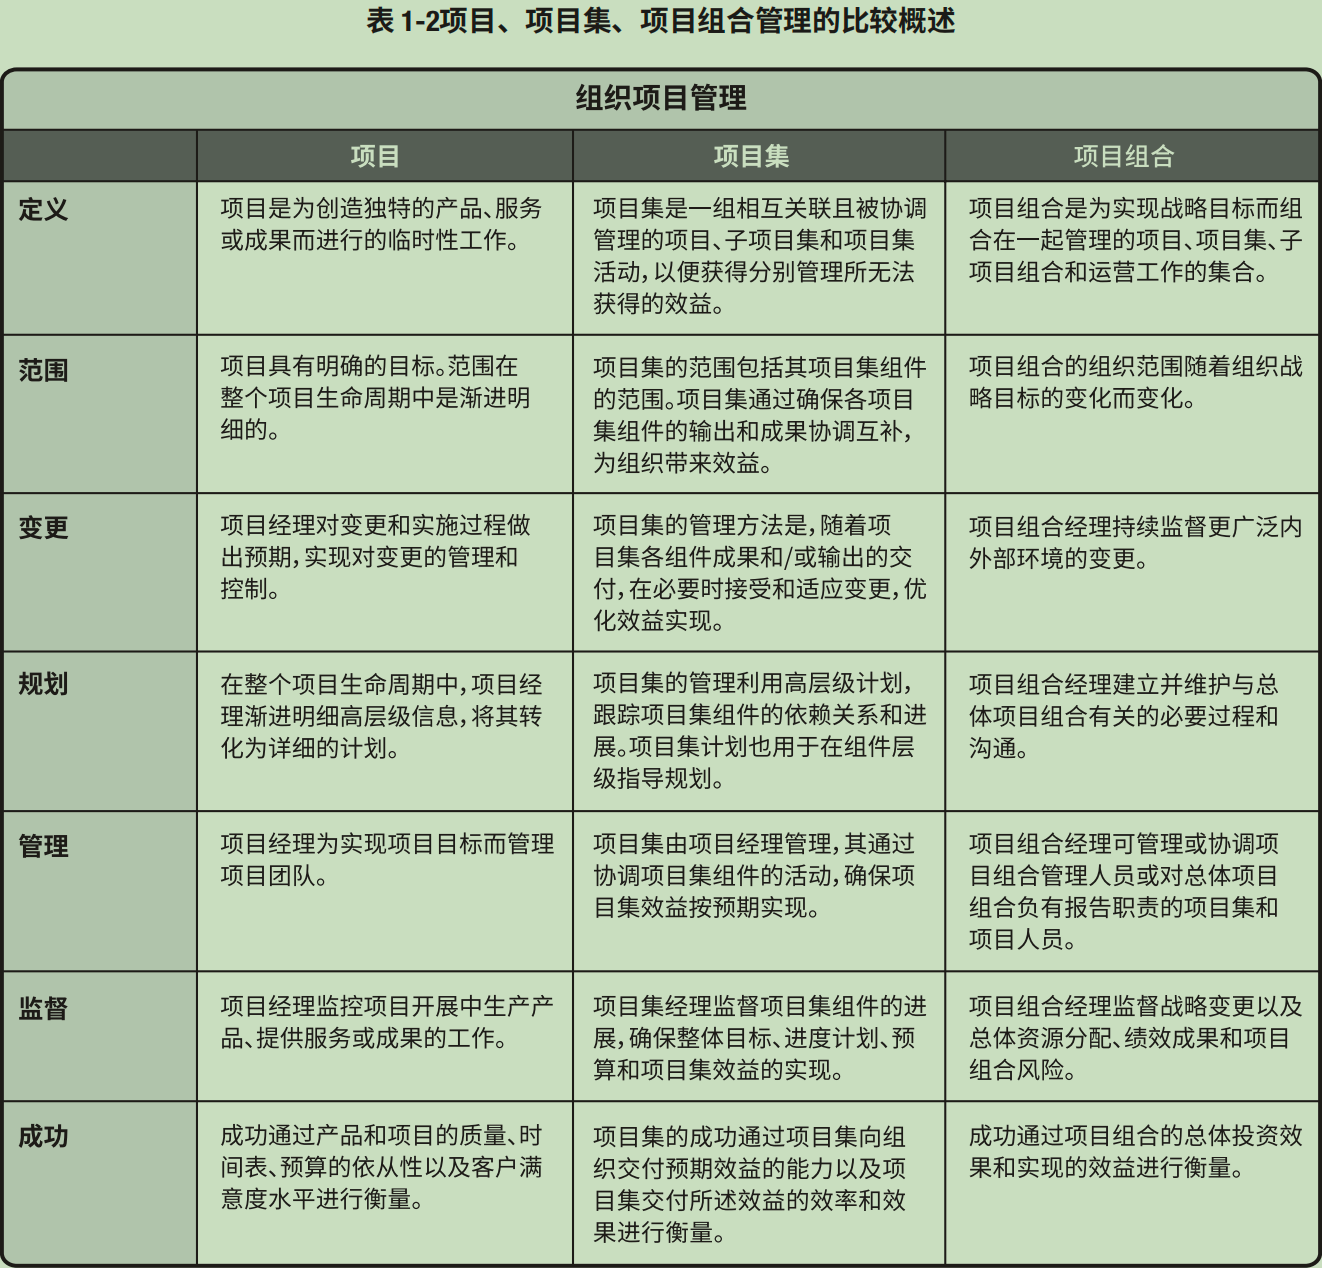 表 1-2项目、项目集、项目组合管理的比较概述
组织项目管理
项目
项目集
项目组合
定义
项目是为创造独特的产品、服务
或成果而进行的临时性工作。
项目集是一组相互关联且被协调
管理的项目、子项目集和项目集
活动，以便获得分别管理所无法
获得的效益。
项目组合是为实现战略目标而组
合在一起管理的项目、项目集、子
项目组合和运营工作的集合。
范围
项目具有明确的目标。范围在
整个项目生命周期中是渐进明
细的。
项目集的范围包括其项目集组件
的范围。项目集通过确保各项目
集组件的输出和成果协调互补，
为组织带来效益。
项目组合的组织范围随着组织战
略目标的变化而变化。
变更
项目经理对变更和实施过程做
出预期，实现对变更的管理和
控制。
项目集的管理方法是，随着项
目集各组件成果和/或输出的交
付，在必要时接受和适应变更，优
化效益实现。
项目组合经理持续监督更广泛内
外部环境的变更。
规划
在整个项目生命周期中，项目经
理渐进明细高层级信息，将其转
化为详细的计划。
项目集的管理利用高层级计划，
跟踪项目集组件的依赖关系和进
展。项目集计划也用于在组件层
级指导规划。
项目组合经理建立并维护与总
体项目组合有关的必要过程和
沟通。
管理
项目经理为实现项目目标而管理
项目团队。
项目集由项目经理管理，其通过
协调项目集组件的活动，确保项
目集效益按预期实现。
项目组合经理可管理或协调项
目组合管理人员或对总体项目
组合负有报告职责的项目集和
项目人员。
监督
项目经理监控项目开展中生产产
品、提供服务或成果的工作。
项目集经理监督项目集组件的进
展，确保整体目标、进度计划、预
算和项目集效益的实现。
项目组合经理监督战略变更以及
总体资源分配、绩效成果和项目
组合风险。
成功
成功通过产品和项目的质量、时
间表、预算的依从性以及客户满
意度水平进行衡量。
项目集的成功通过项目集向组
织交付预期效益的能力以及项
目集交付所述效益的效率和效
果进行衡量。
成功通过项目组合的总体投资效
果和实现的效益进行衡量。